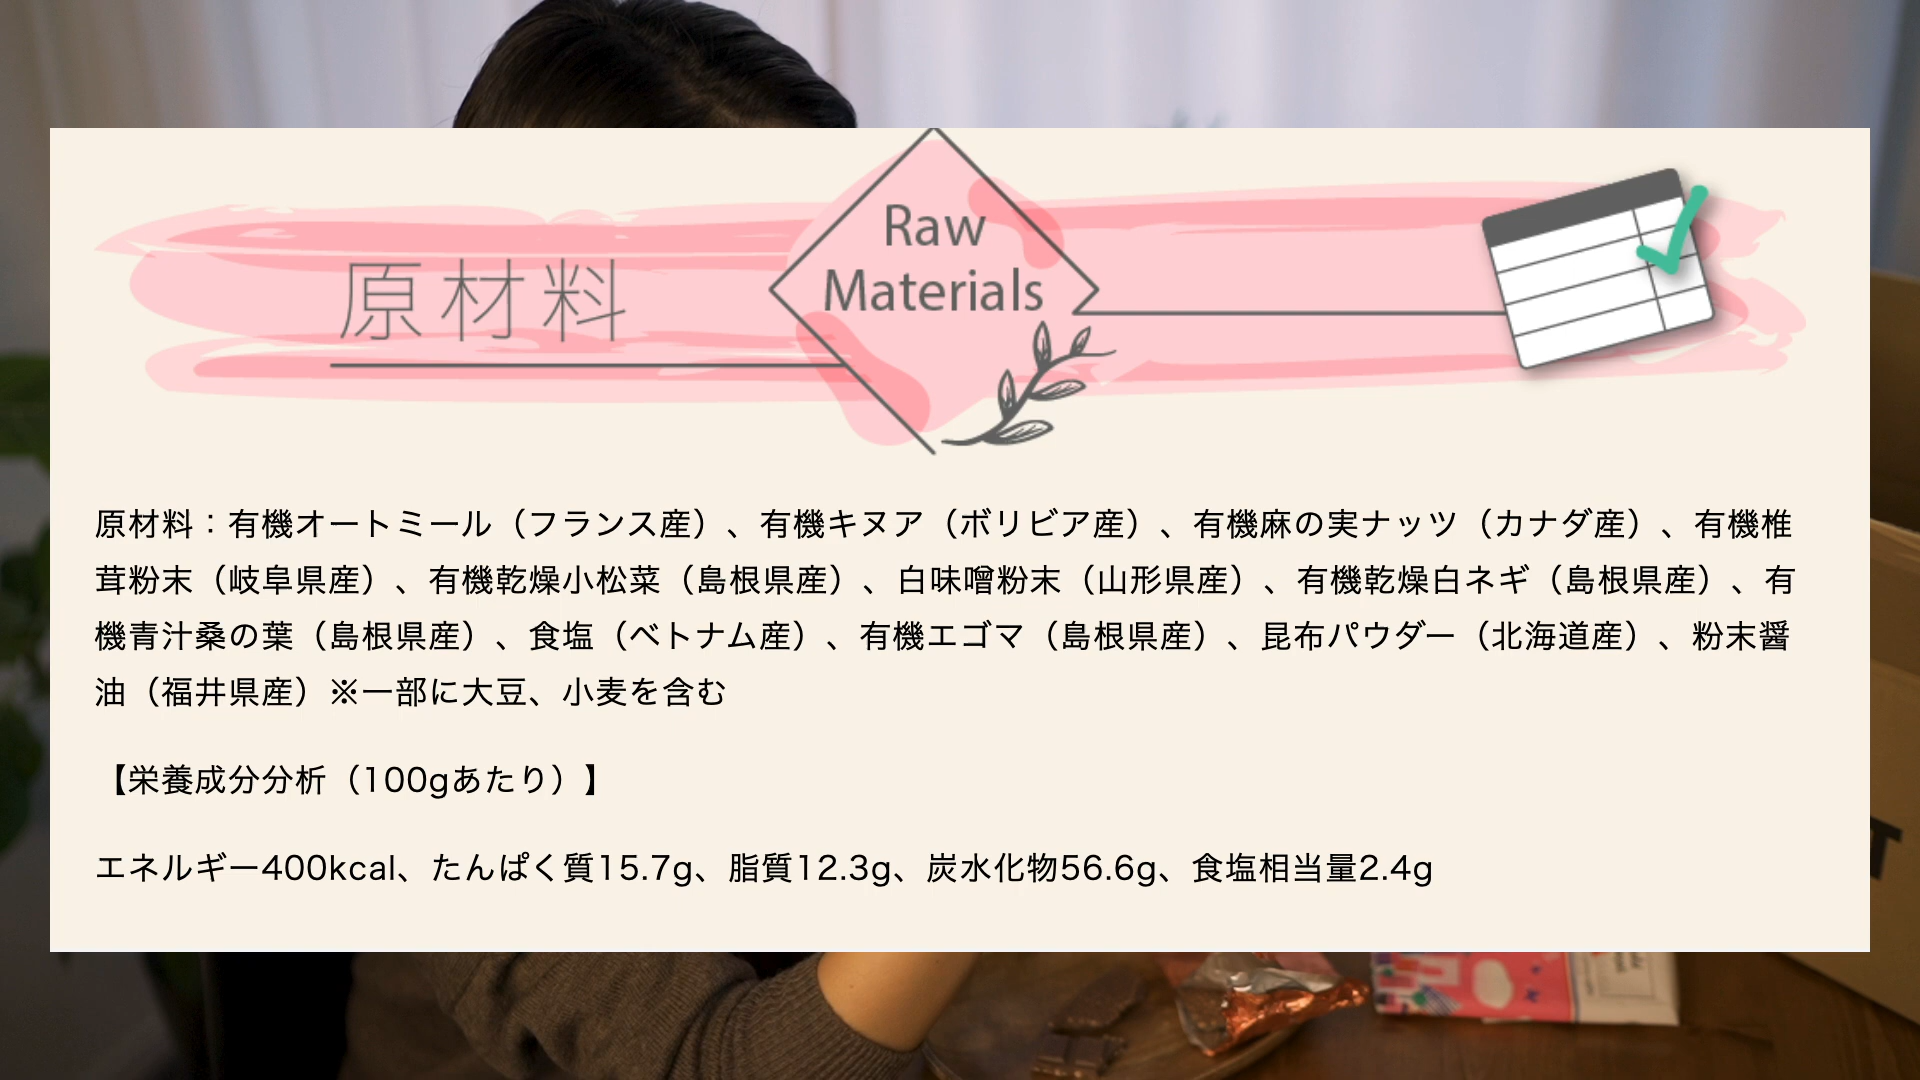 原材料
Raw
Materials
原材料：有機オートミール（フランス産）、有機キヌア（ボリビア産）、有機麻の実ナッツ（カナダ産）、有機椎
茸粉末（岐阜県産）、有機乾燥小松菜（島根県産）、白味噌粉末（山形県産）、有機乾燥白ネギ（島根県産）、有
機青汁桑の葉（島根県産）、食塩（ベトナム産）、有機エゴマ（島根県産）、昆布パウダー（北海道産）、粉末醤
油（福井県産）※一部に大豆、小麦を含む
【栄養成分分析（100gあたり）】
エネルギー400kcal、たんぱく質15.7g、脂質12.3g、炭水化物56.6g、食塩相当量2.4g